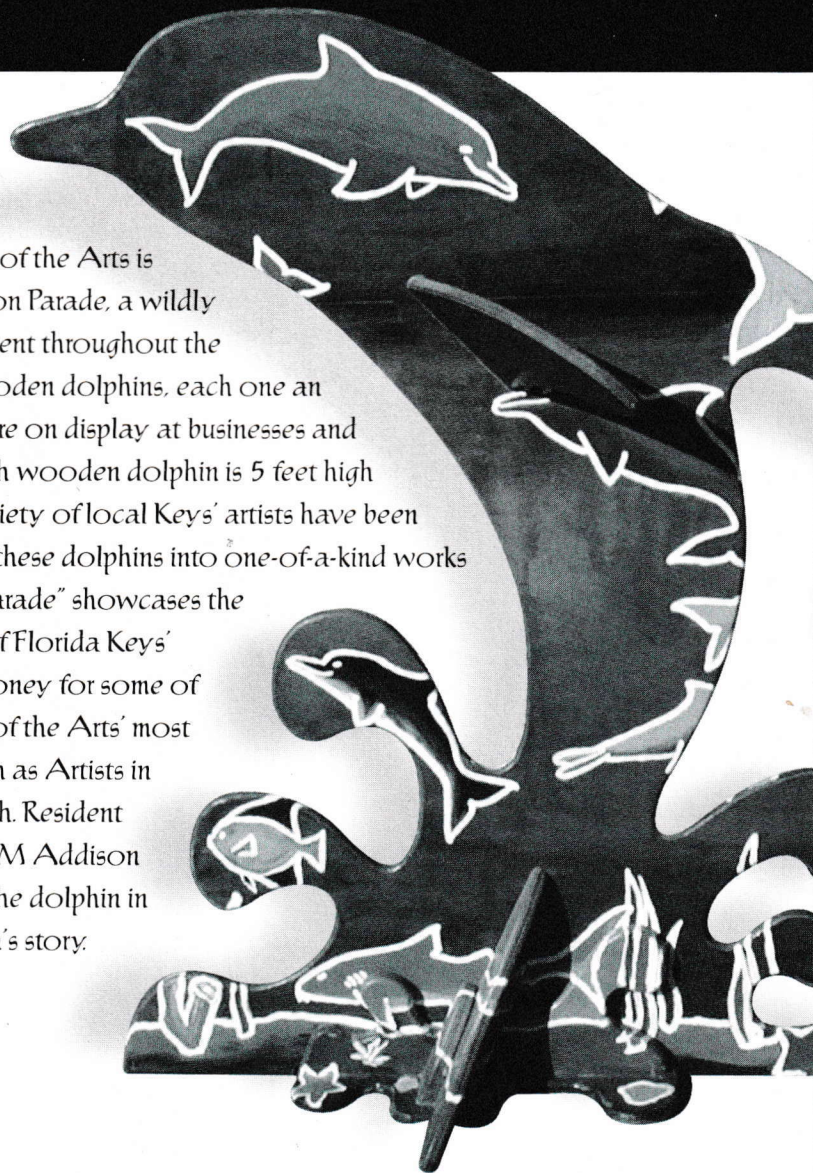 of the Arts is
on Parade, a wildly
ent throughout the
oden dolphins, each one an
re on display at businesses and
h wooden dolphin is 5 feet high
iety of local Keys' artists have been
these dolphins into one-of-a-kind works
arade" showcases the
f Florida Keys'
oney for some of
of the Arts' most
h as Artists in
h. Resident
M Addison
he dolphin in
i's story.